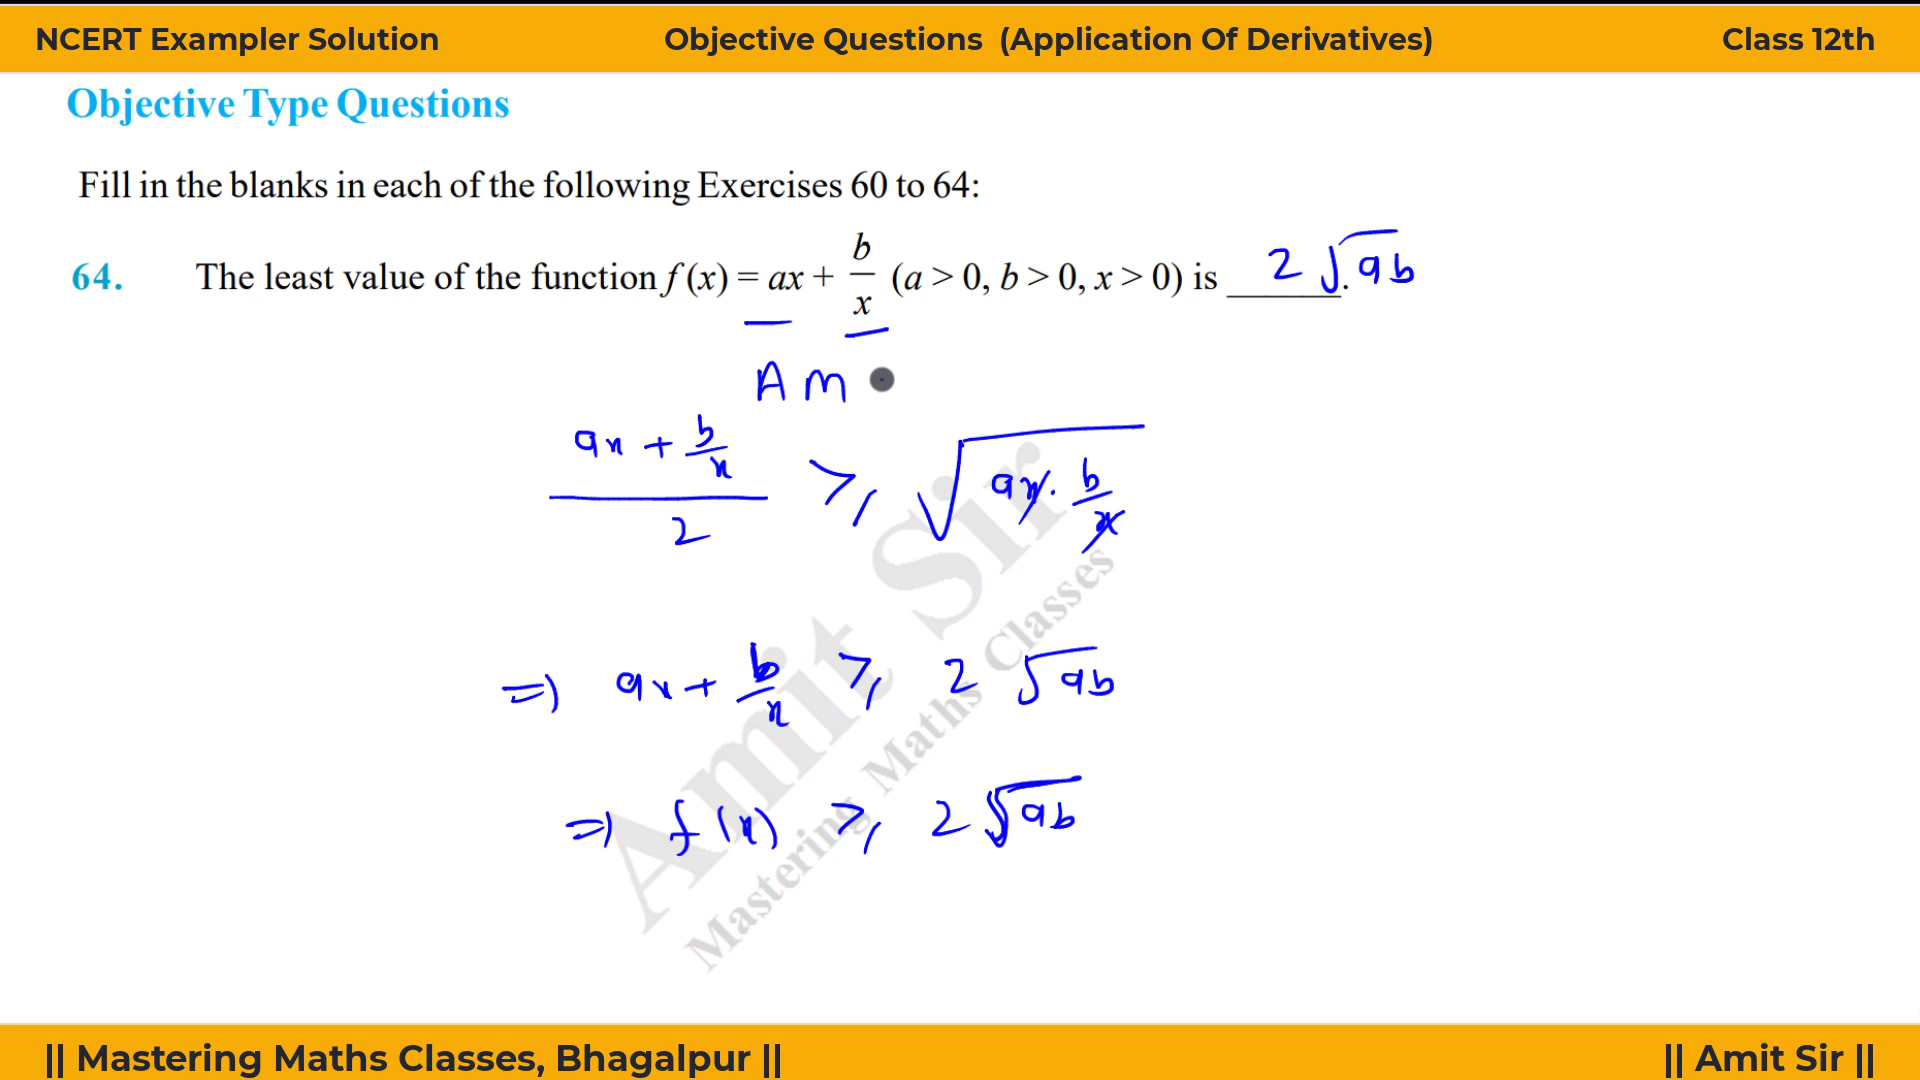 NCERT Exampler Solution Objective Questions (Application Of Derivatives) Class 12th
Objective Type Questions
Fill in the blanks in each of the following Exercises 60 to 64:
64. The least value of the function f (x) = ax + b/x (a > 0, b > 0, x > 0) is ______. 2√ab
AM
(ax + b/x)/2 ≥ √(ax · b/x)
⇒ ax + b/x ≥ 2√ab
⇒ f(x) ≥ 2√ab
Amit Sir
Mastering Maths Classes
|| Mastering Maths Classes, Bhagalpur || || Amit Sir ||